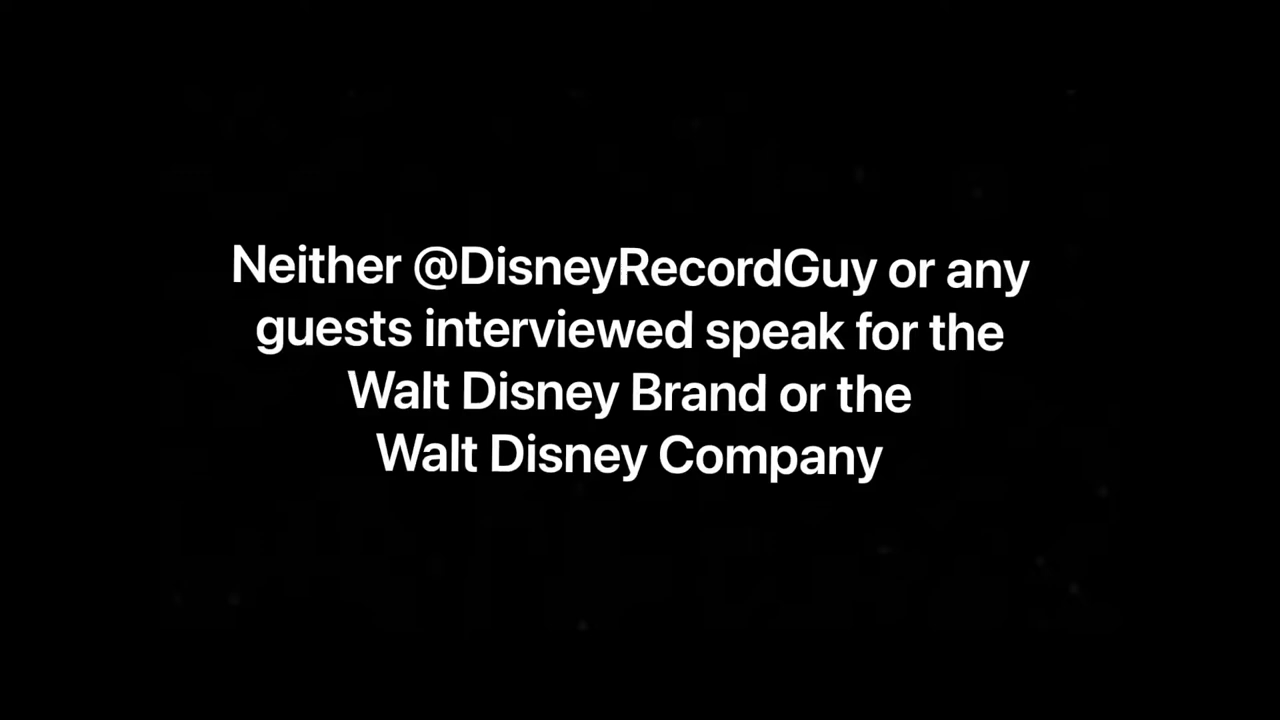 Neither @DisneyRecordGuy or any
guests interviewed speak for the
Walt Disney Brand or the
Walt Disney Company